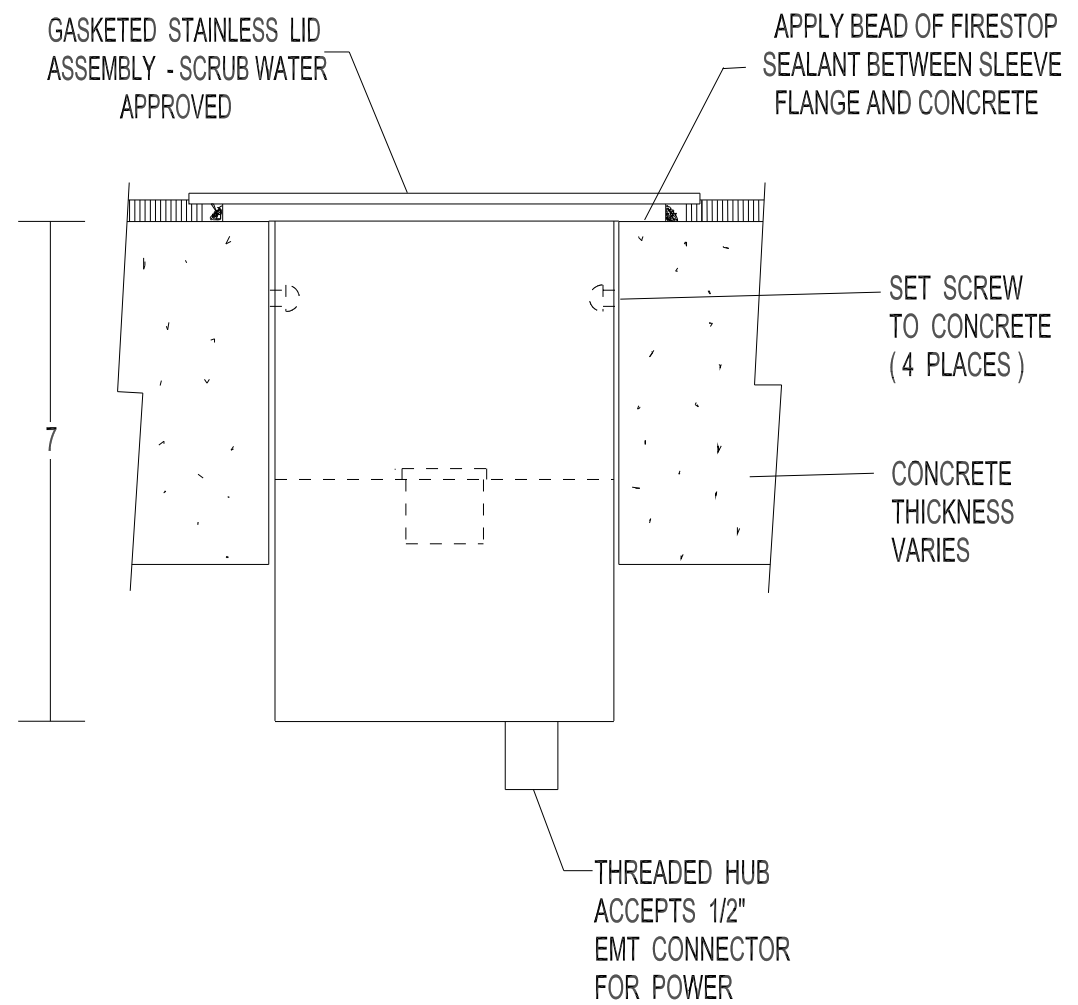 GASKETED STAINLESS LID
ASSEMBLY - SCRUB WATER
APPROVED
APPLY BEAD OF FIRESTOP
SEALANT BETWEEN SLEEVE
FLANGE AND CONCRETE
SET SCREW
TO CONCRETE
( 4 PLACES )
7
CONCRETE
THICKNESS
VARIES
THREADED HUB
ACCEPTS 1/2"
EMT CONNECTOR
FOR POWER